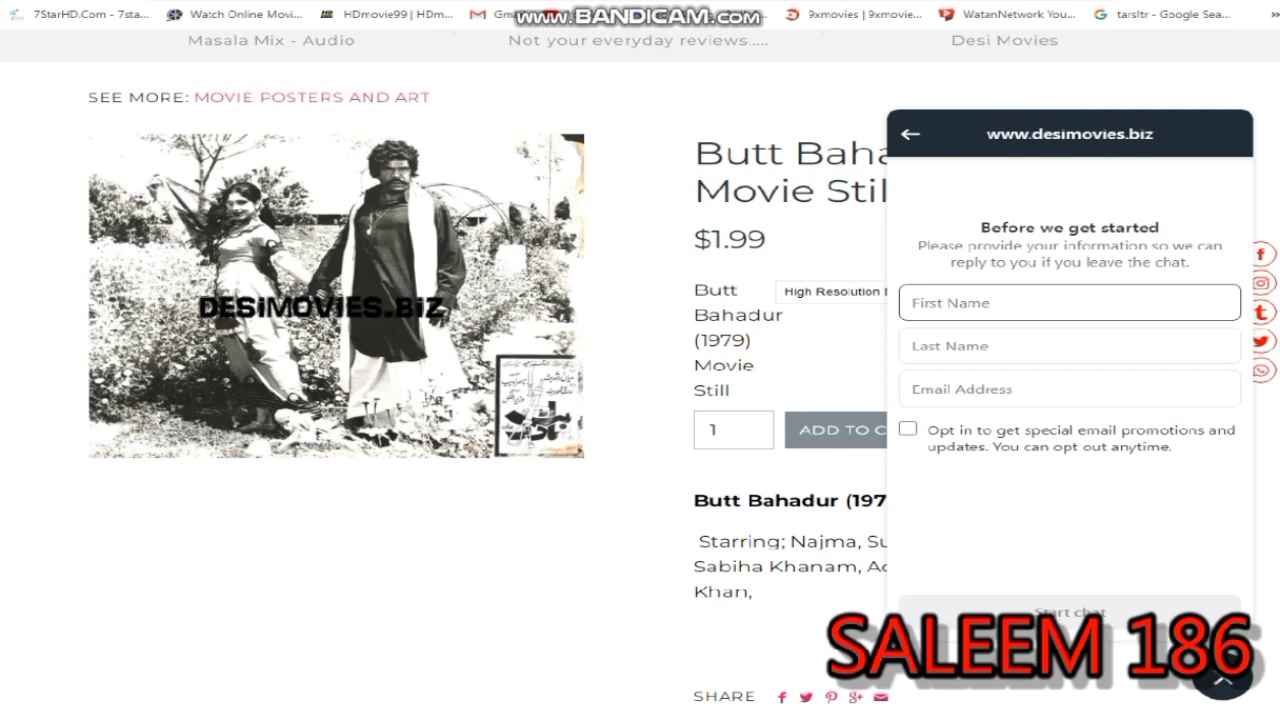 7StarHD.Com - 7sta...
Watch Online Movi...
HDmovie99 | HDm...
www.BANDICAM.com
9xmovies | 9xmovie...
WatanNetwork You...
tarsltr - Google Sea...
Masala Mix - Audio
Not your everyday reviews.....
Desi Movies
SEE MORE: MOVIE POSTERS AND ART
DESiMOViES.BiZ
Butt Baha
Movie Stil
$1.99
Butt
Bahadur
(1979)
Movie
Still
High Resolution
1
ADD TO C
Butt Bahadur (197
Starring; Najma, Su
Sabiha Khanam, Ad
Khan,
SHARE
www.desimovies.biz
Before we get started
Please provide your information so we can
reply to you if you leave the chat.
First Name
Last Name
Email Address
Opt in to get special email promotions and
updates. You can opt out anytime.
Start chat
SALEEM 186